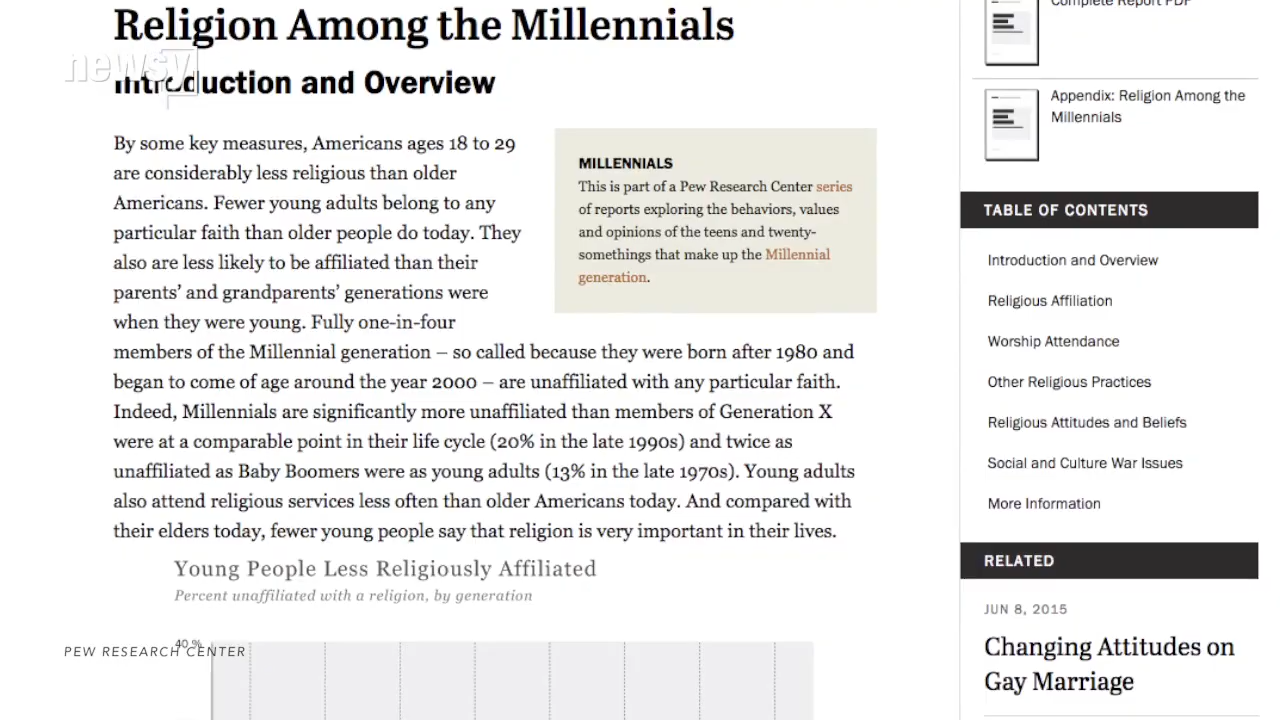 Religion Among the Millennials
newsy
Introduction and Overview
By some key measures, Americans ages 18 to 29
are considerably less religious than older
Americans. Fewer young adults belong to any
particular faith than older people do today. They
also are less likely to be affiliated than their
parents’ and grandparents’ generations were
when they were young. Fully one-in-four
members of the Millennial generation – so called because they were born after 1980 and
began to come of age around the year 2000 – are unaffiliated with any particular faith.
Indeed, Millennials are significantly more unaffiliated than members of Generation X
were at a comparable point in their life cycle (20% in the late 1990s) and twice as
unaffiliated as Baby Boomers were as young adults (13% in the late 1970s). Young adults
also attend religious services less often than older Americans today. And compared with
their elders today, fewer young people say that religion is very important in their lives.
MILLENNIALS
This is part of a Pew Research Center series
of reports exploring the behaviors, values
and opinions of the teens and twenty-
somethings that make up the Millennial
generation.
Young People Less Religiously Affiliated
Percent unaffiliated with a religion, by generation
40 %
PEW RESEARCH CENTER
Complete Report PDF
Appendix: Religion Among the
Millennials
TABLE OF CONTENTS
Introduction and Overview
Religious Affiliation
Worship Attendance
Other Religious Practices
Religious Attitudes and Beliefs
Social and Culture War Issues
More Information
RELATED
JUN 8, 2015
Changing Attitudes on
Gay Marriage